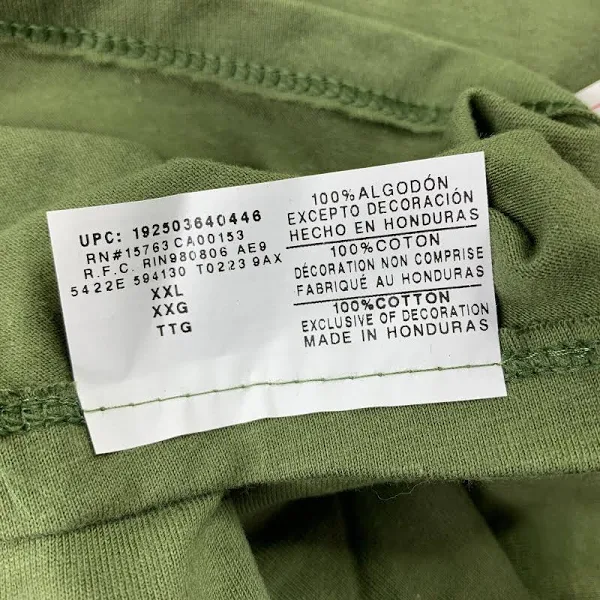 UPC: 192503640446
RN#15763 CA00153
R.F.C. RIN980806 AE9
5422E 594130 T0223 9AX
XXL
XXG
TTG
100% ALGODÓN
EXCEPTO DECORACIÓN
HECHO EN HONDURAS
100% COTON
DÉCORATION NON COMPRISE
FABRIQUÉ AU HONDURAS
100% COTTON
EXCLUSIVE OF DECORATION
MADE IN HONDURAS